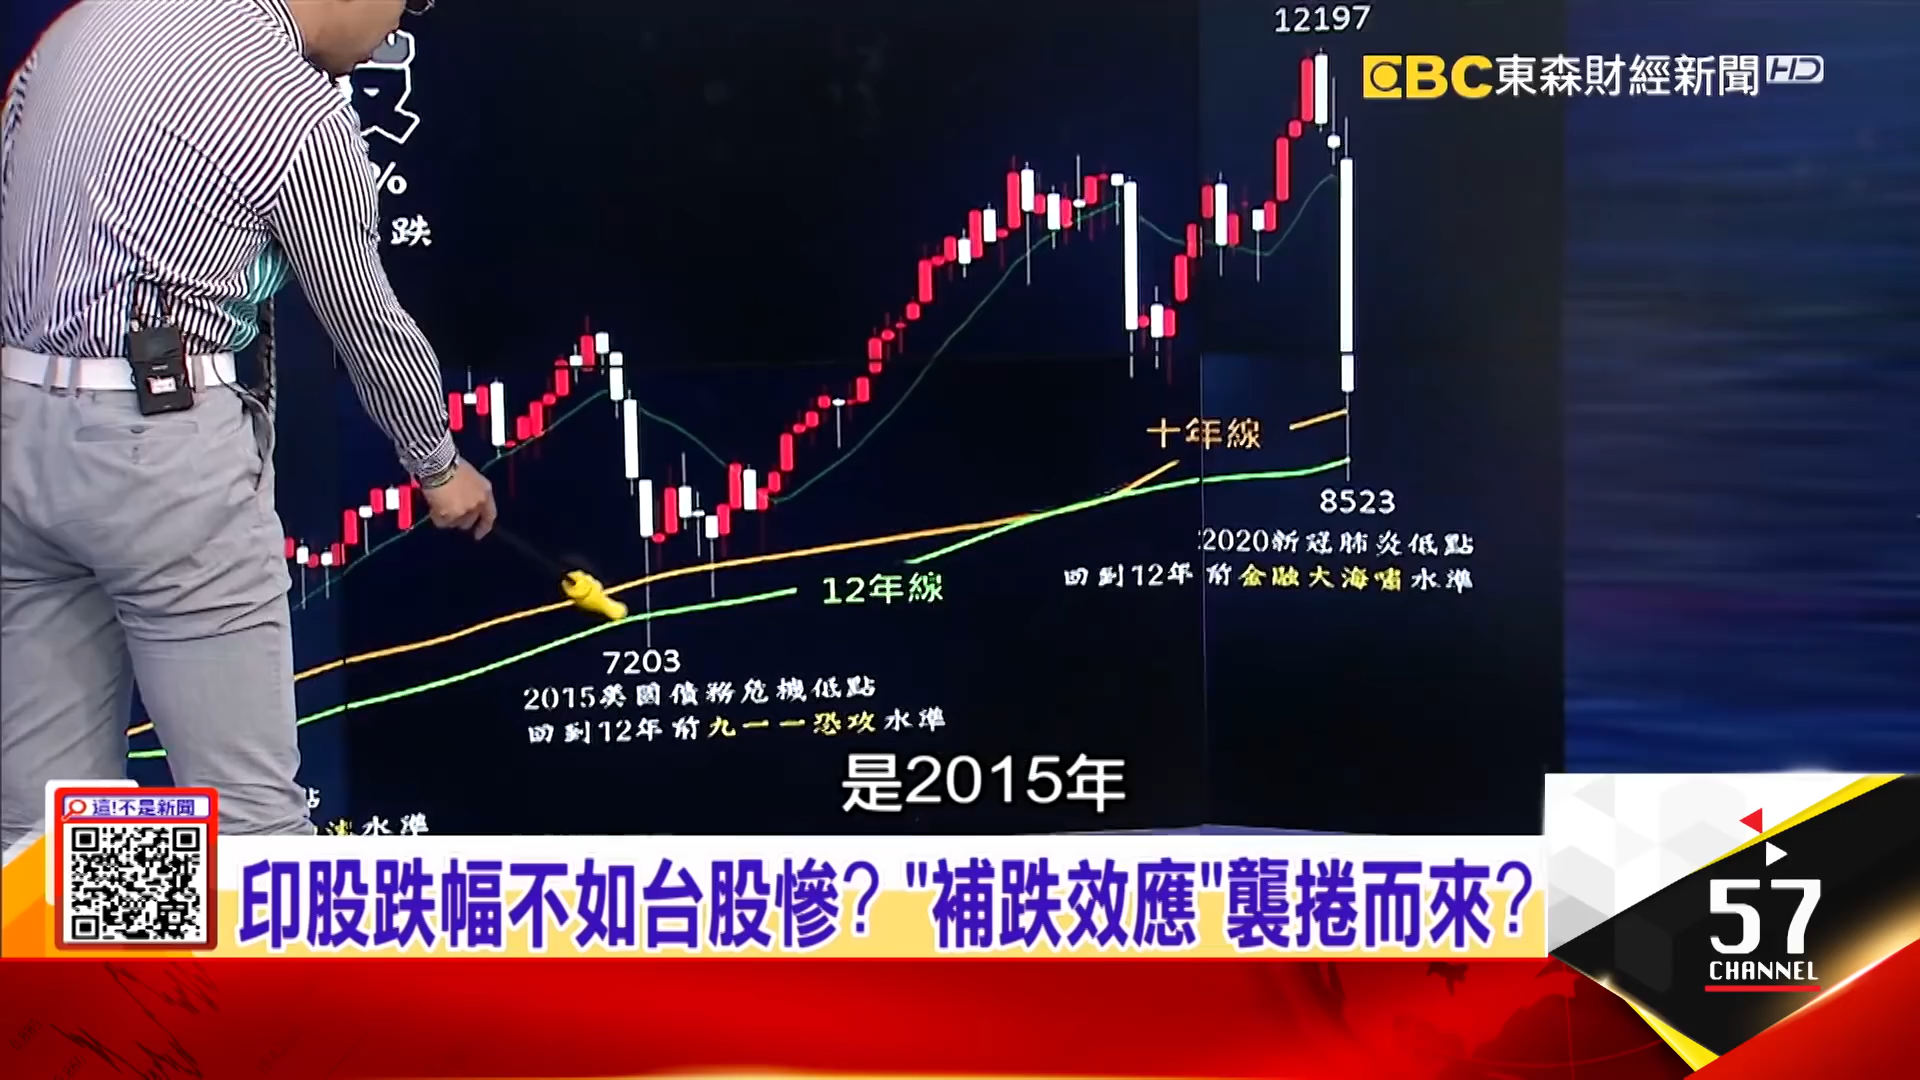 12197
EBC東森財經新聞HD
%
跌
十年線
8523
2020新冠肺炎低點
回到12年前金融大海嘯水準
12年線
7203
2015美國債務危機低點
回到12年前九一一恐攻水準
點
水準
是2015年
這!不是新聞
印股跌幅不如台股慘? "補跌效應"襲捲而來?
57
CHANNEL